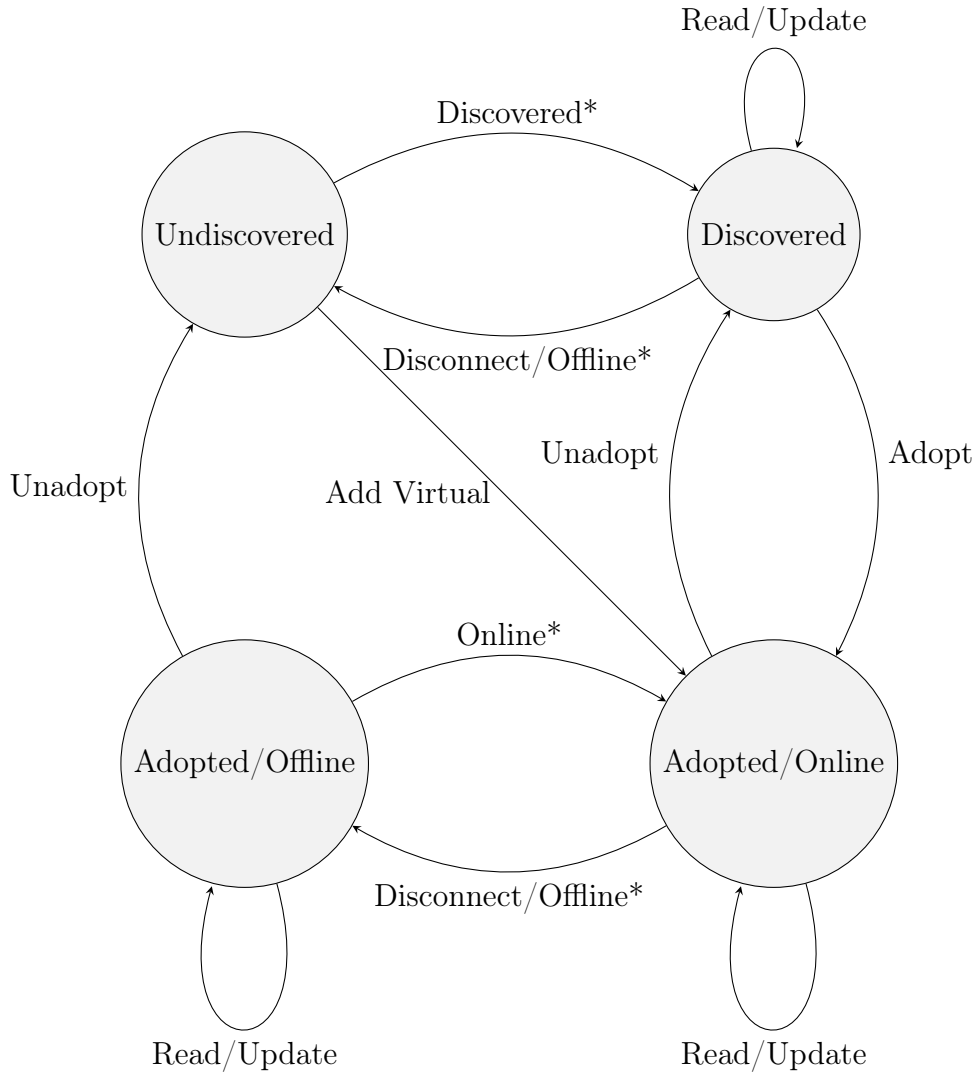 Read/Update
Discovered*
Undiscovered
Discovered
Disconnect/Offline*
Unadopt
Adopt
Unadopt
Add Virtual
Online*
Adopted/Offline
Adopted/Online
Disconnect/Offline*
Read/Update
Read/Update